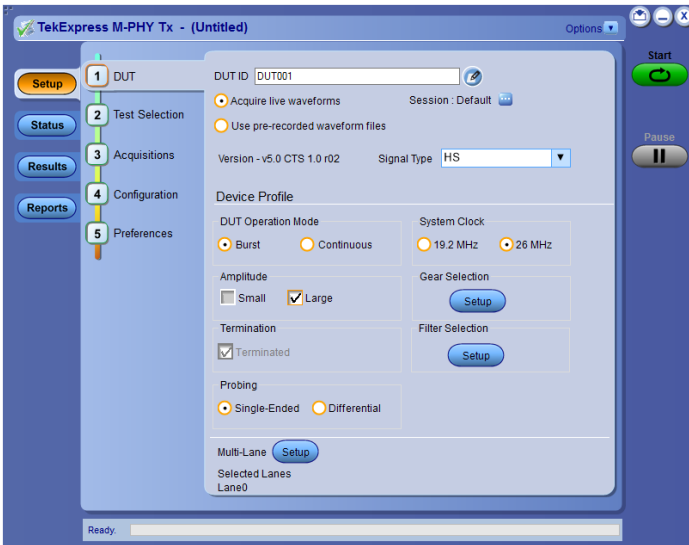 TekExpress M-PHY Tx - (Untitled)
Options
Setup
Status
Results
Reports
1 DUT
2 Test Selection
3 Acquisitions
4 Configuration
5 Preferences
DUT ID DUT001
Acquire live waveforms Session : Default
Use pre-recorded waveform files
Version - v5.0 CTS 1.0 r02 Signal Type HS
Device Profile
DUT Operation Mode System Clock
Burst Continuous 19.2 MHz 26 MHz
Amplitude Gear Selection
Small Large Setup
Termination Filter Selection
Terminated Setup
Probing
Single-Ended Differential
Multi-Lane Setup
Selected Lanes
Lane0
Start
Pause
Ready.